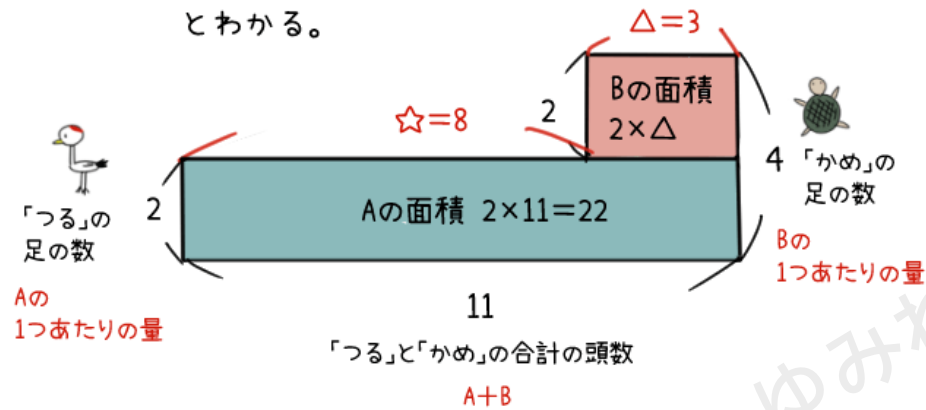 とわかる。
△=3
Bの面積
2×△
2
☆=8
4
「かめ」の
足の数
2
「つる」の
足の数
Aの面積 2×11=22
Bの
1つあたりの量
Aの
1つあたりの量
11
「つる」と「かめ」の合計の頭数
A+B
ゆみね